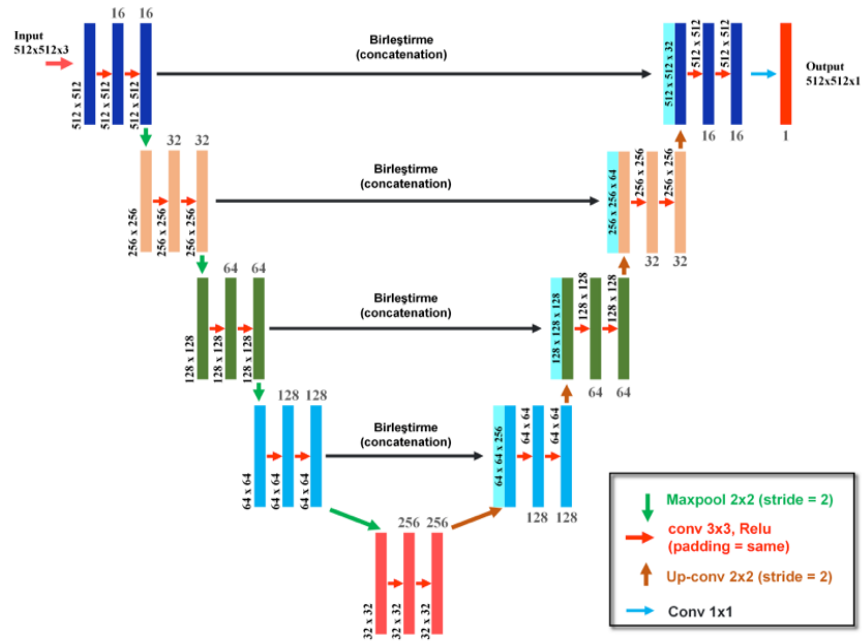 Input
512x512x3
16
16
512 x 512
512 x 512
512 x 512
Birleştirme
(concatenation)
512 x 512 x 32
512 x 512
512 x 512
16
16
1
Output
512x512x1
32
32
256 x 256
256 x 256
256 x 256
Birleştirme
(concatenation)
256 x 256 x 64
256 x 256
256 x 256
32
32
64
64
128 x 128
128 x 128
128 x 128
Birleştirme
(concatenation)
128 x 128 x 128
128 x 128
128 x 128
64
64
128
128
64 x 64
64 x 64
64 x 64
Birleştirme
(concatenation)
64 x 64 x 256
64 x 64
64 x 64
128
128
256
256
32 x 32
32 x 32
32 x 32
Maxpool 2x2 (stride = 2)
conv 3x3, Relu
(padding = same)
Up-conv 2x2 (stride = 2)
Conv 1x1